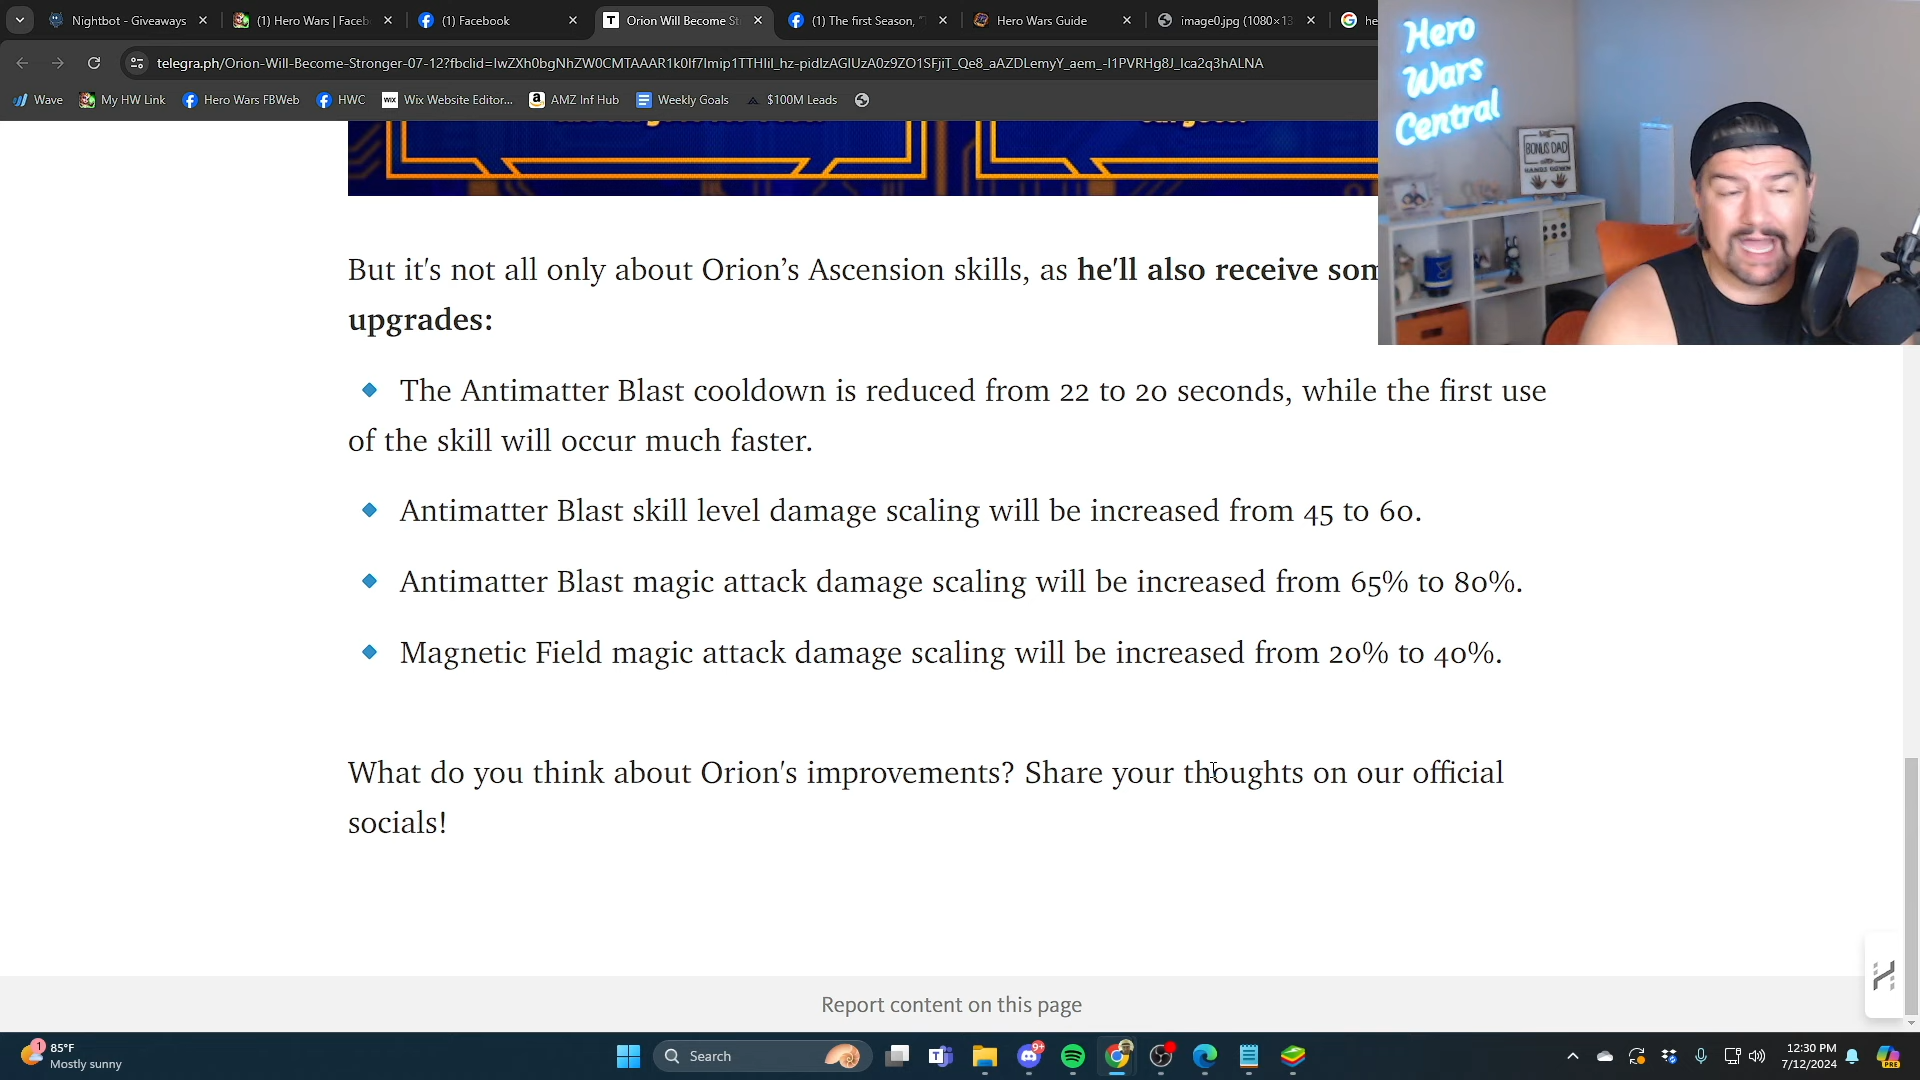 Nightbot - Giveaways
(1) Hero Wars | Faceb
(1) Facebook
Orion Will Become St
(1) The first Season, "
Hero Wars Guide
image0.jpg (1080×13
he
telegra.ph/Orion-Will-Become-Stronger-07-12?fbclid=IwZXh0bgNhZW0CMTAAAR1k0If7Imip1TTHIil_hz-pidIzAGlUzA0z9ZO1SFjiT_Qe8_aAZDLemyY_aem_-I1PVRHg8J_Ica2q3hALNA
Wave
My HW Link
Hero Wars FBWeb
HWC
WIX
Wix Website Editor...
AMZ Inf Hub
Weekly Goals
$100M Leads
Hero
Wars
Central
BONUS DAD
But it's not all only about Orion's Ascension skills, as he'll also receive som
upgrades:
The Antimatter Blast cooldown is reduced from 22 to 20 seconds, while the first use
of the skill will occur much faster.
Antimatter Blast skill level damage scaling will be increased from 45 to 60.
Antimatter Blast magic attack damage scaling will be increased from 65% to 80%.
Magnetic Field magic attack damage scaling will be increased from 20% to 40%.
What do you think about Orion's improvements? Share your thoughts on our official
socials!
Report content on this page
1
85°F
Mostly sunny
Search
9+
12:30 PM
7/12/2024
PRE